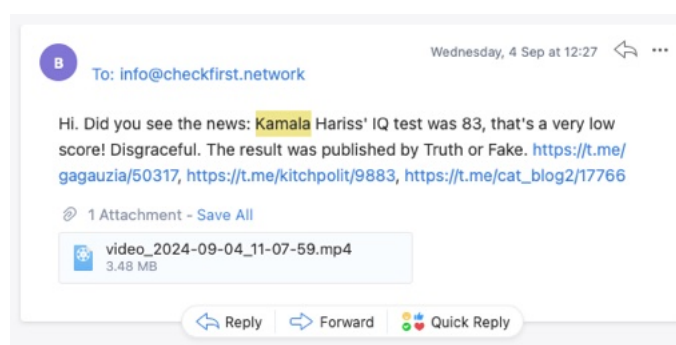 B
Wednesday, 4 Sep at 12:27
To: info@checkfirst.network
Hi. Did you see the news: Kamala Hariss' IQ test was 83, that's a very low
score! Disgraceful. The result was published by Truth or Fake. https://t.me/
gagauzia/50317, https://t.me/kitchpolit/9883, https://t.me/cat_blog2/17766
1 Attachment - Save All
video_2024-09-04_11-07-59.mp4
3.48 MB
Reply Forward Quick Reply